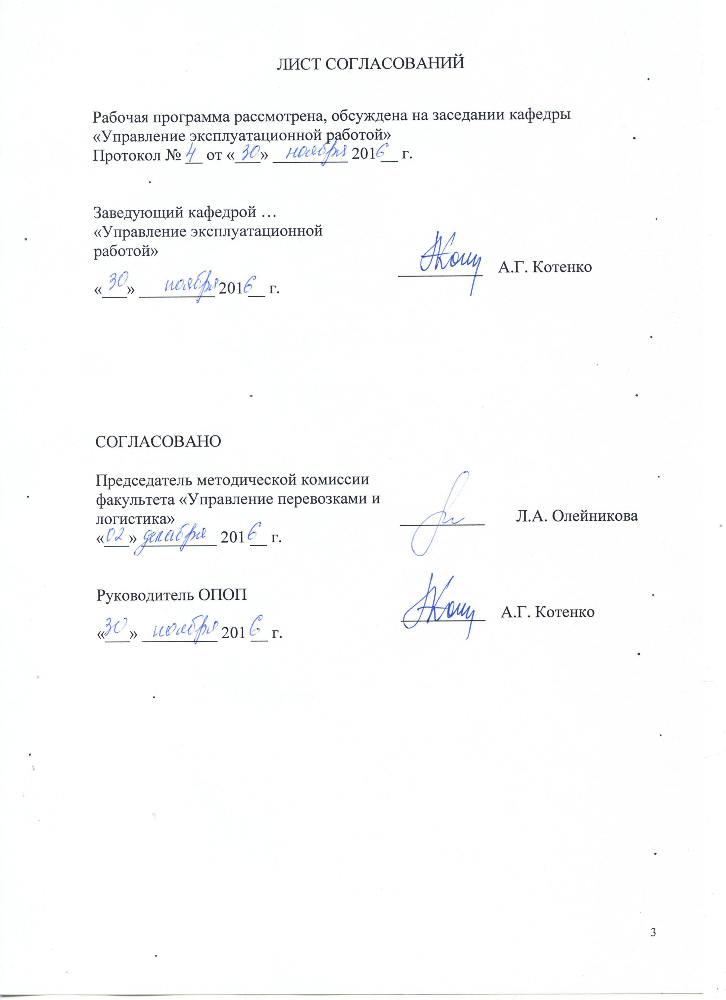 ЛИСТ СОГЛАСОВАНИЙ
Рабочая программа рассмотрена, обсуждена на заседании кафедры
«Управление эксплуатационной работой»
Протокол № 4 от «30» ноября 2016 г.
Заведующий кафедрой …
«Управление эксплуатационной
работой»
А.Г. Котенко
«30» ноября 2016 г.
СОГЛАСОВАНО
Председатель методической комиссии
факультета «Управление перевозками и
логистика»
Л.А. Олейникова
«02» декабря 2016 г.
Руководитель ОПОП
А.Г. Котенко
«30» ноября 2016 г.
3